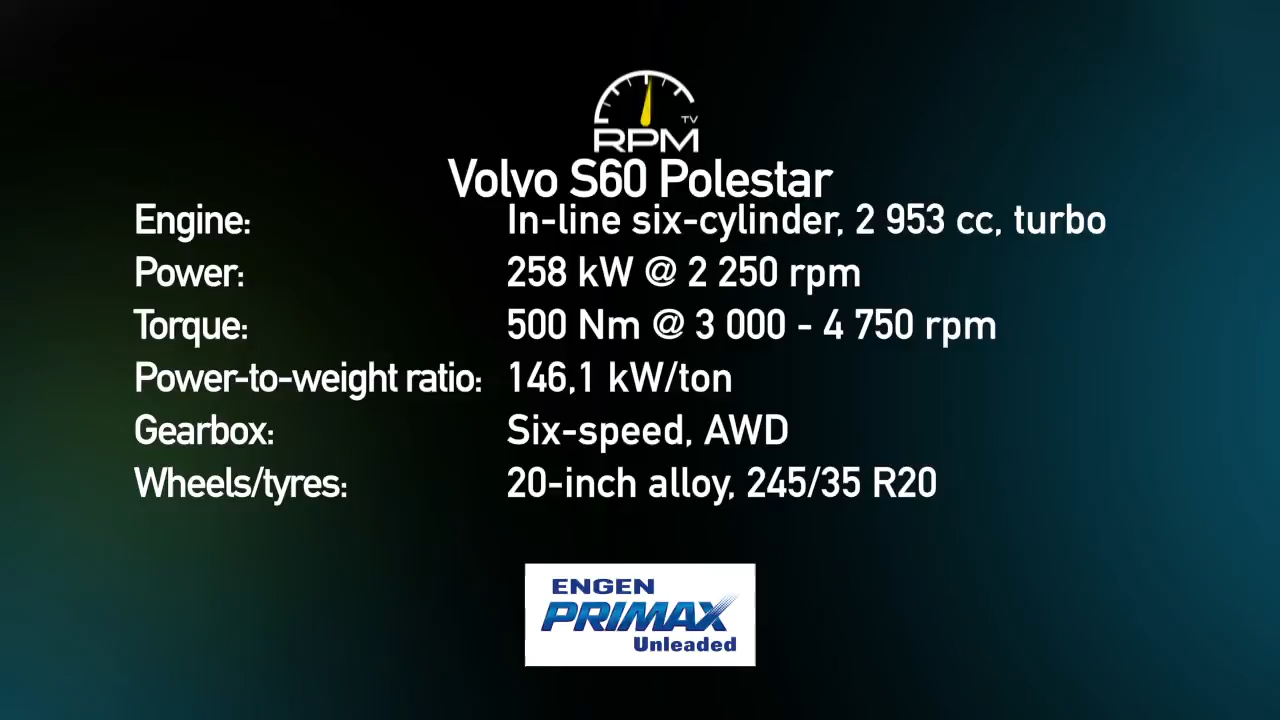 TV
RPM
Volvo S60 Polestar
Engine: In-line six-cylinder, 2 953 cc, turbo
Power: 258 kW @ 2 250 rpm
Torque: 500 Nm @ 3 000 - 4 750 rpm
Power-to-weight ratio: 146,1 kW/ton
Gearbox: Six-speed, AWD
Wheels/tyres: 20-inch alloy, 245/35 R20
ENGEN
PRIMAX
Unleaded